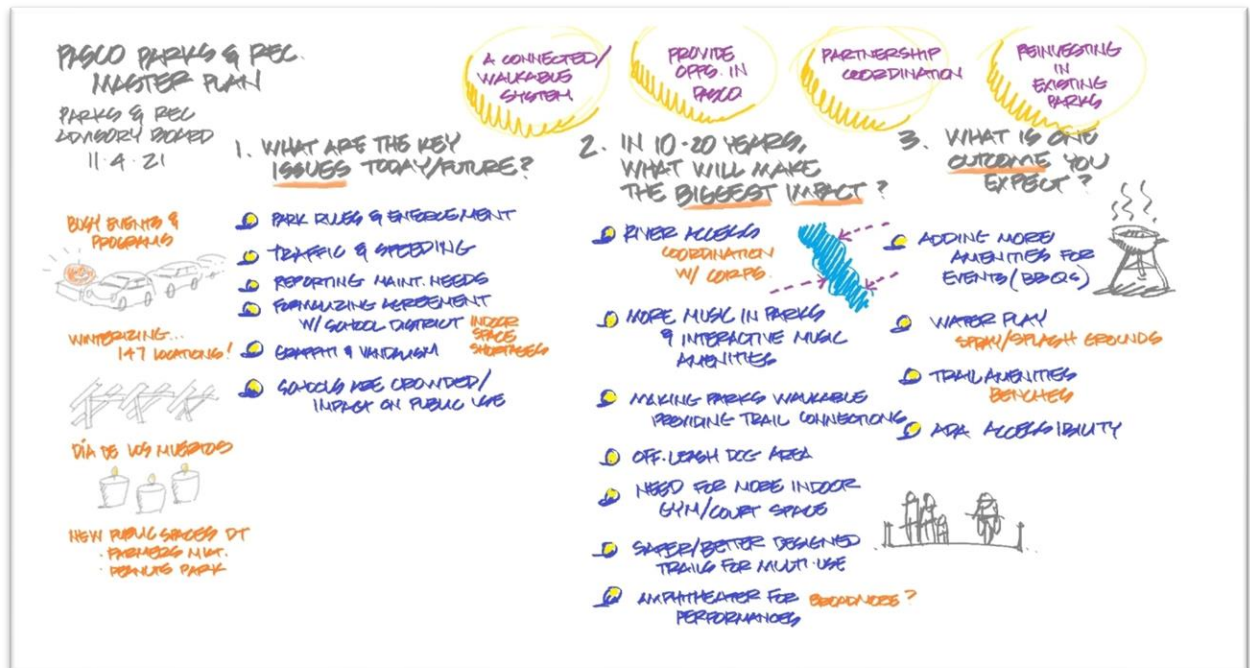 PASCO PARKS & REC.
MASTER PLAN
PARKS & REC
ADVISORY BOARD
11·4·21
A CONNECTED/
WALKABLE
SYSTEM
PROVIDE
OPPS. IN
PASCO
PARTNERSHIP
COORDINATION
REINVESTING
IN
EXISTING
PARKS
BUSY EVENTS &
PROGRAMS
WINTERIZING...
147 LOCATIONS!
DÍA DE LOS MUERTOS
NEW PUBLIC SPACES DT
· FARMERS MKT.
· PEANUTS PARK
1. WHAT ARE THE KEY
ISSUES TODAY/FUTURE?
PARK RULES & ENFORCEMENT
TRAFFIC & SPEEDING
REPORTING MAINT. NEEDS
FORMALIZING AGREEMENT
W/ SCHOOL DISTRICT
INDOOR
SPACE
SHORTAGES
GRAFFITI & VANDALISM
SCHOOLS ARE CROWDED/
IMPACT ON PUBLIC USE
2. IN 10-20 YEARS,
WHAT WILL MAKE
THE BIGGEST IMPACT?
RIVER ACCESS
COORDINATION
W/ CORPS.
MORE MUSIC IN PARKS
& INTERACTIVE MUSIC
AMENITIES
MAKING PARKS WALKABLE
PROVIDING TRAIL CONNECTIONS
OFF-LEASH DOG AREA
NEED FOR MORE INDOOR
GYM/COURT SPACE
SAFER/BETTER DESIGNED
TRAILS FOR MULTI-USE
AMPHITHEATER FOR BROADMORE?
PERFORMANCES
3. WHAT IS ONE
OUTCOME YOU
EXPECT?
ADDING MORE
AMENITIES FOR
EVENTS (BBQS)
WATER PLAY
SPRAY/SPLASH GROUNDS
TRAIL AMENITIES
BENCHES
ADA ACCESSIBILITY